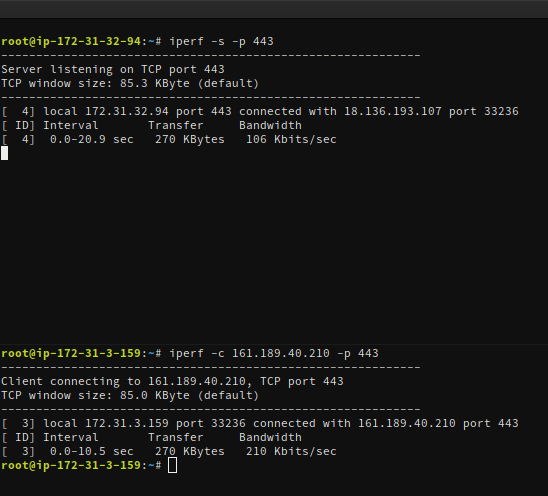 root@ip-172-31-32-94:~# iperf -s -p 443
------------------------------------------------------------
Server listening on TCP port 443
TCP window size: 85.3 KByte (default)
------------------------------------------------------------
[  4] local 172.31.32.94 port 443 connected with 18.136.193.107 port 33236
[ ID] Interval       Transfer     Bandwidth
[  4]  0.0-20.9 sec   270 KBytes   106 Kbits/sec
root@ip-172-31-3-159:~# iperf -c 161.189.40.210 -p 443
------------------------------------------------------------
Client connecting to 161.189.40.210, TCP port 443
TCP window size: 85.0 KByte (default)
------------------------------------------------------------
[  3] local 172.31.3.159 port 33236 connected with 161.189.40.210 port 443
[ ID] Interval       Transfer     Bandwidth
[  3]  0.0-10.5 sec   270 KBytes   210 Kbits/sec
root@ip-172-31-3-159:~#